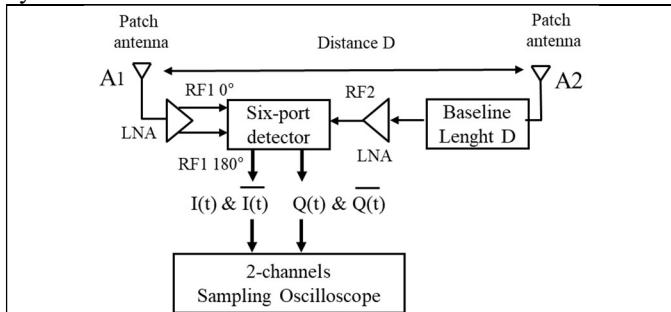 Patch
antenna
Distance D
Patch
antenna
A1
A2
RF1 0°
RF2
LNA
Six-port
detector
Baseline
Lenght D
LNA
RF1 180°
I(t) & I̅(̅t̅)̅
Q(t) & Q̅(̅t̅)̅
2-channels
Sampling Oscilloscope